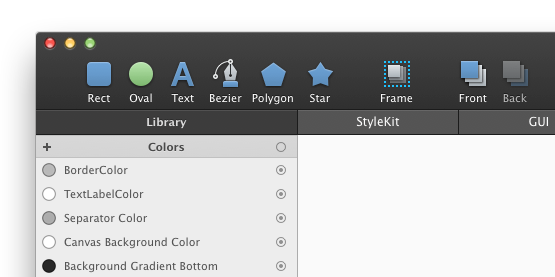 Rect Oval Text Bezier Polygon Star Frame Front Back
Library StyleKit GUI
+ Colors
BorderColor
TextLabelColor
Separator Color
Canvas Background Color
Background Gradient Bottom